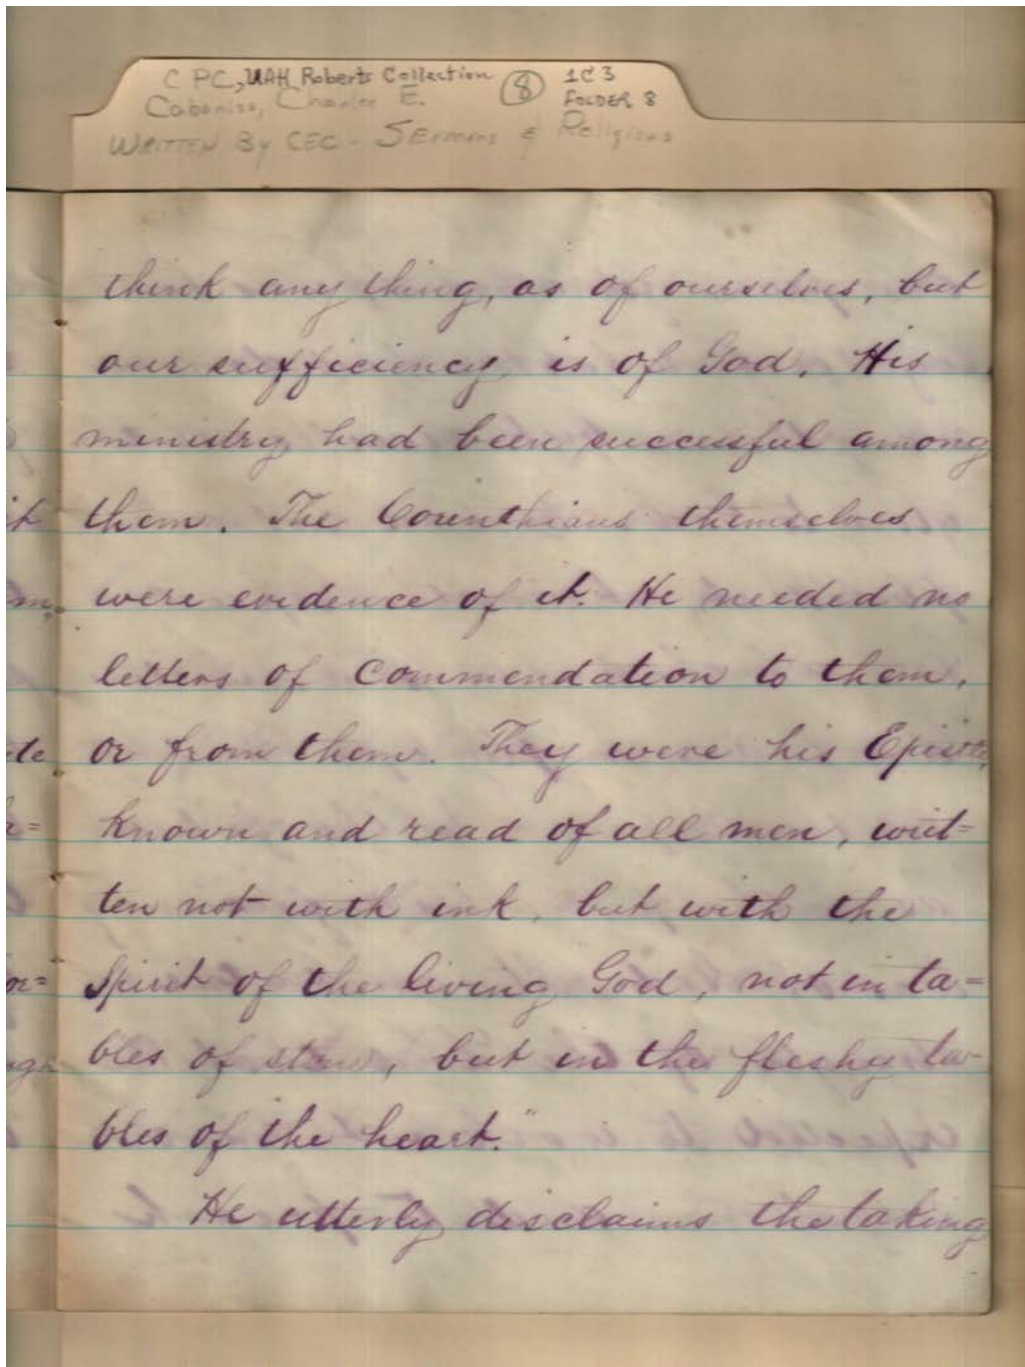 C PC, UAH Roberts Collection 8 1C3
Cabaniss, Charles E. FOLDER 8
WRITTEN By CEC - SErmons & Religious
think any thing, as of ourselves, but
our sufficiency is of God. His
ministry had been successful among
them. The Corinthians themselves
were evidence of it. He needed no
letters of commendation to them,
or from them. They were his Epistle,
known and read of all men, writ=
ten not with ink, but with the
Spirit of the living God, not in ta=
bles of stone, but in the fleshy ta-
bles of the heart."
He utterly disclaims the taking